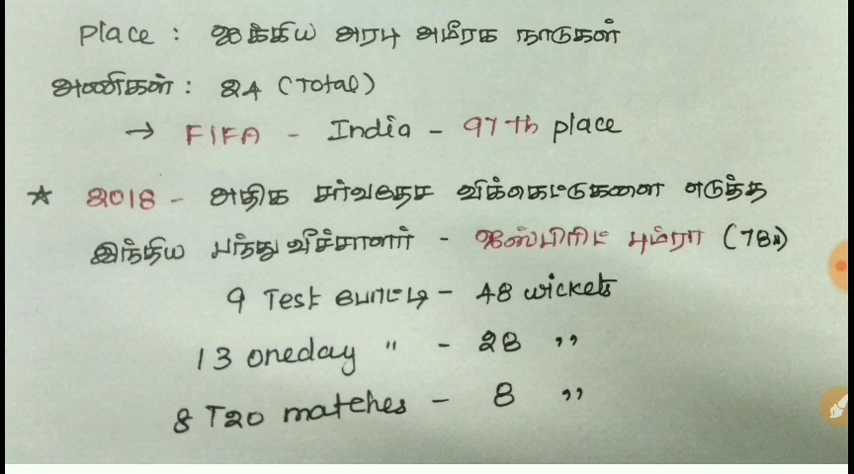 Place : ஐக்கிய அரபு அமீரக நாடுகள்
அணிகள் : 24 (Total)
→ FIFA - India - 97th place
★ 2018 - அதிக சர்வதேச விக்கெட்டுகளை எடுத்த
இந்திய பந்து வீச்சாளர் - ஜஸ்பிரிட் பும்ரா (78)
9 Test போட்டி - 48 wickets
13 oneday " - 28 ,,
8 T20 matches - 8 ,,